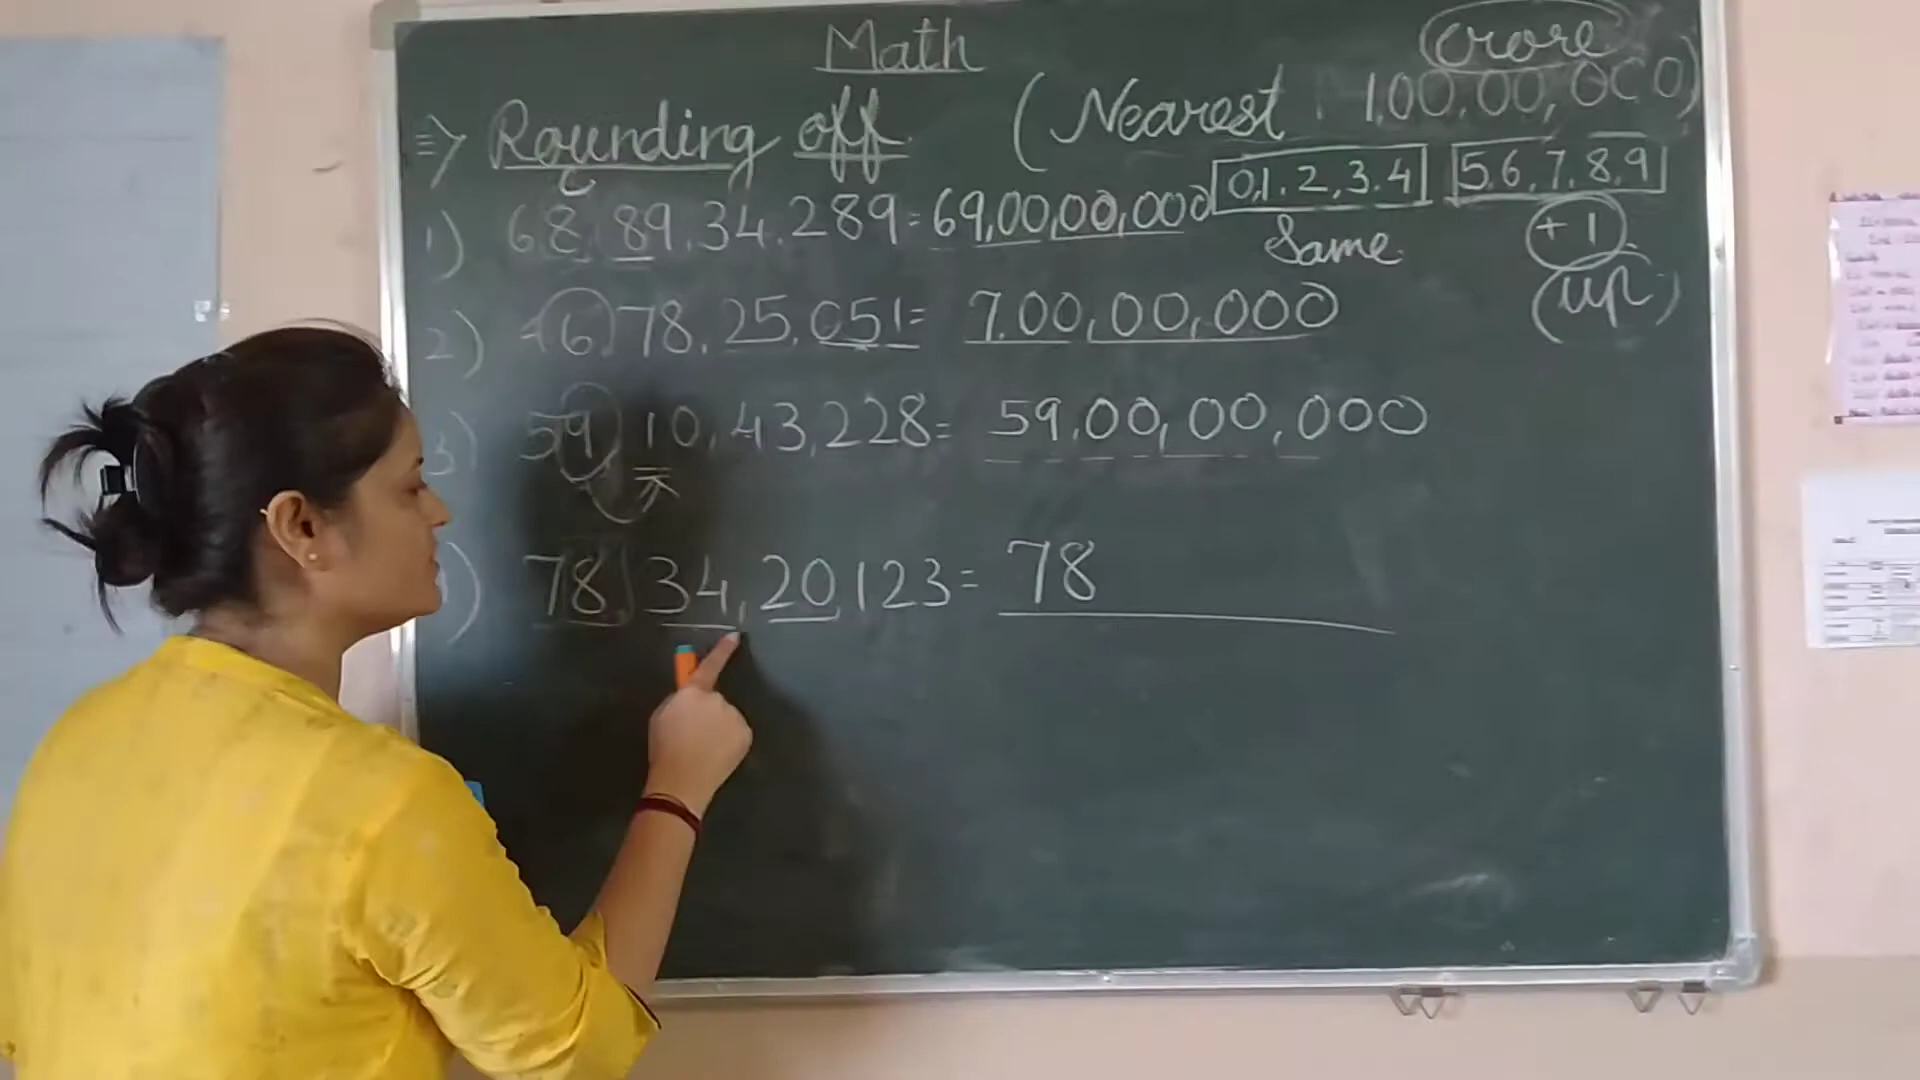 Math
crore
=> Rounding off (Nearest 1,00,00,000)
0,1,2,3,4 5,6,7,8,9
Same +1
(up)
1) 68,89,34,289=69,00,00,000
2) 6,78,25,051= 7,00,00,000
3) 59,10,43,228= 59,00,00,000
) 78,34,20,123= 78